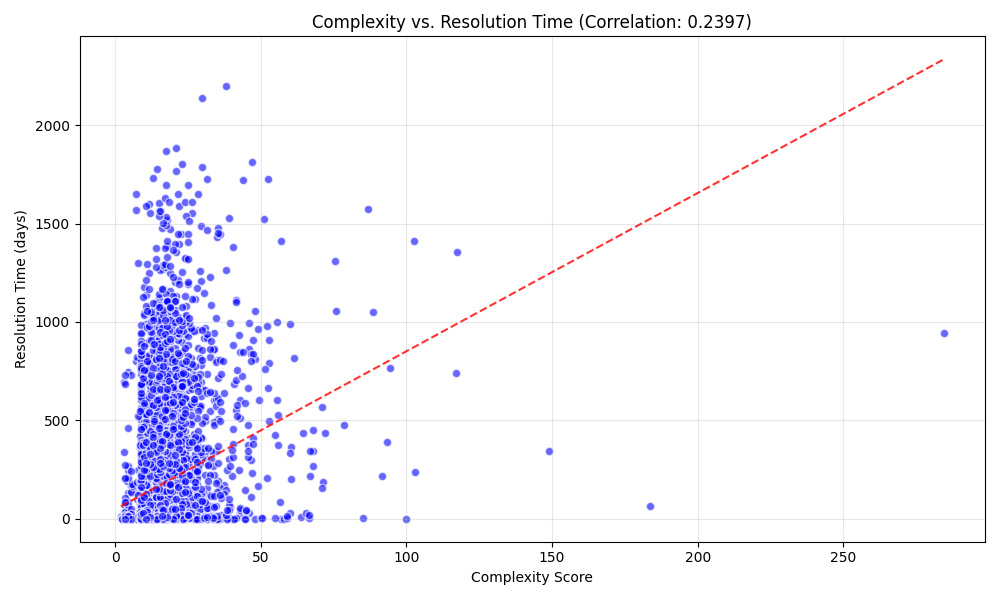 Complexity vs. Resolution Time (Correlation: 0.2397)
Resolution Time (days)
2000
1500
1000
500
0
0 50 100 150 200 250
Complexity Score